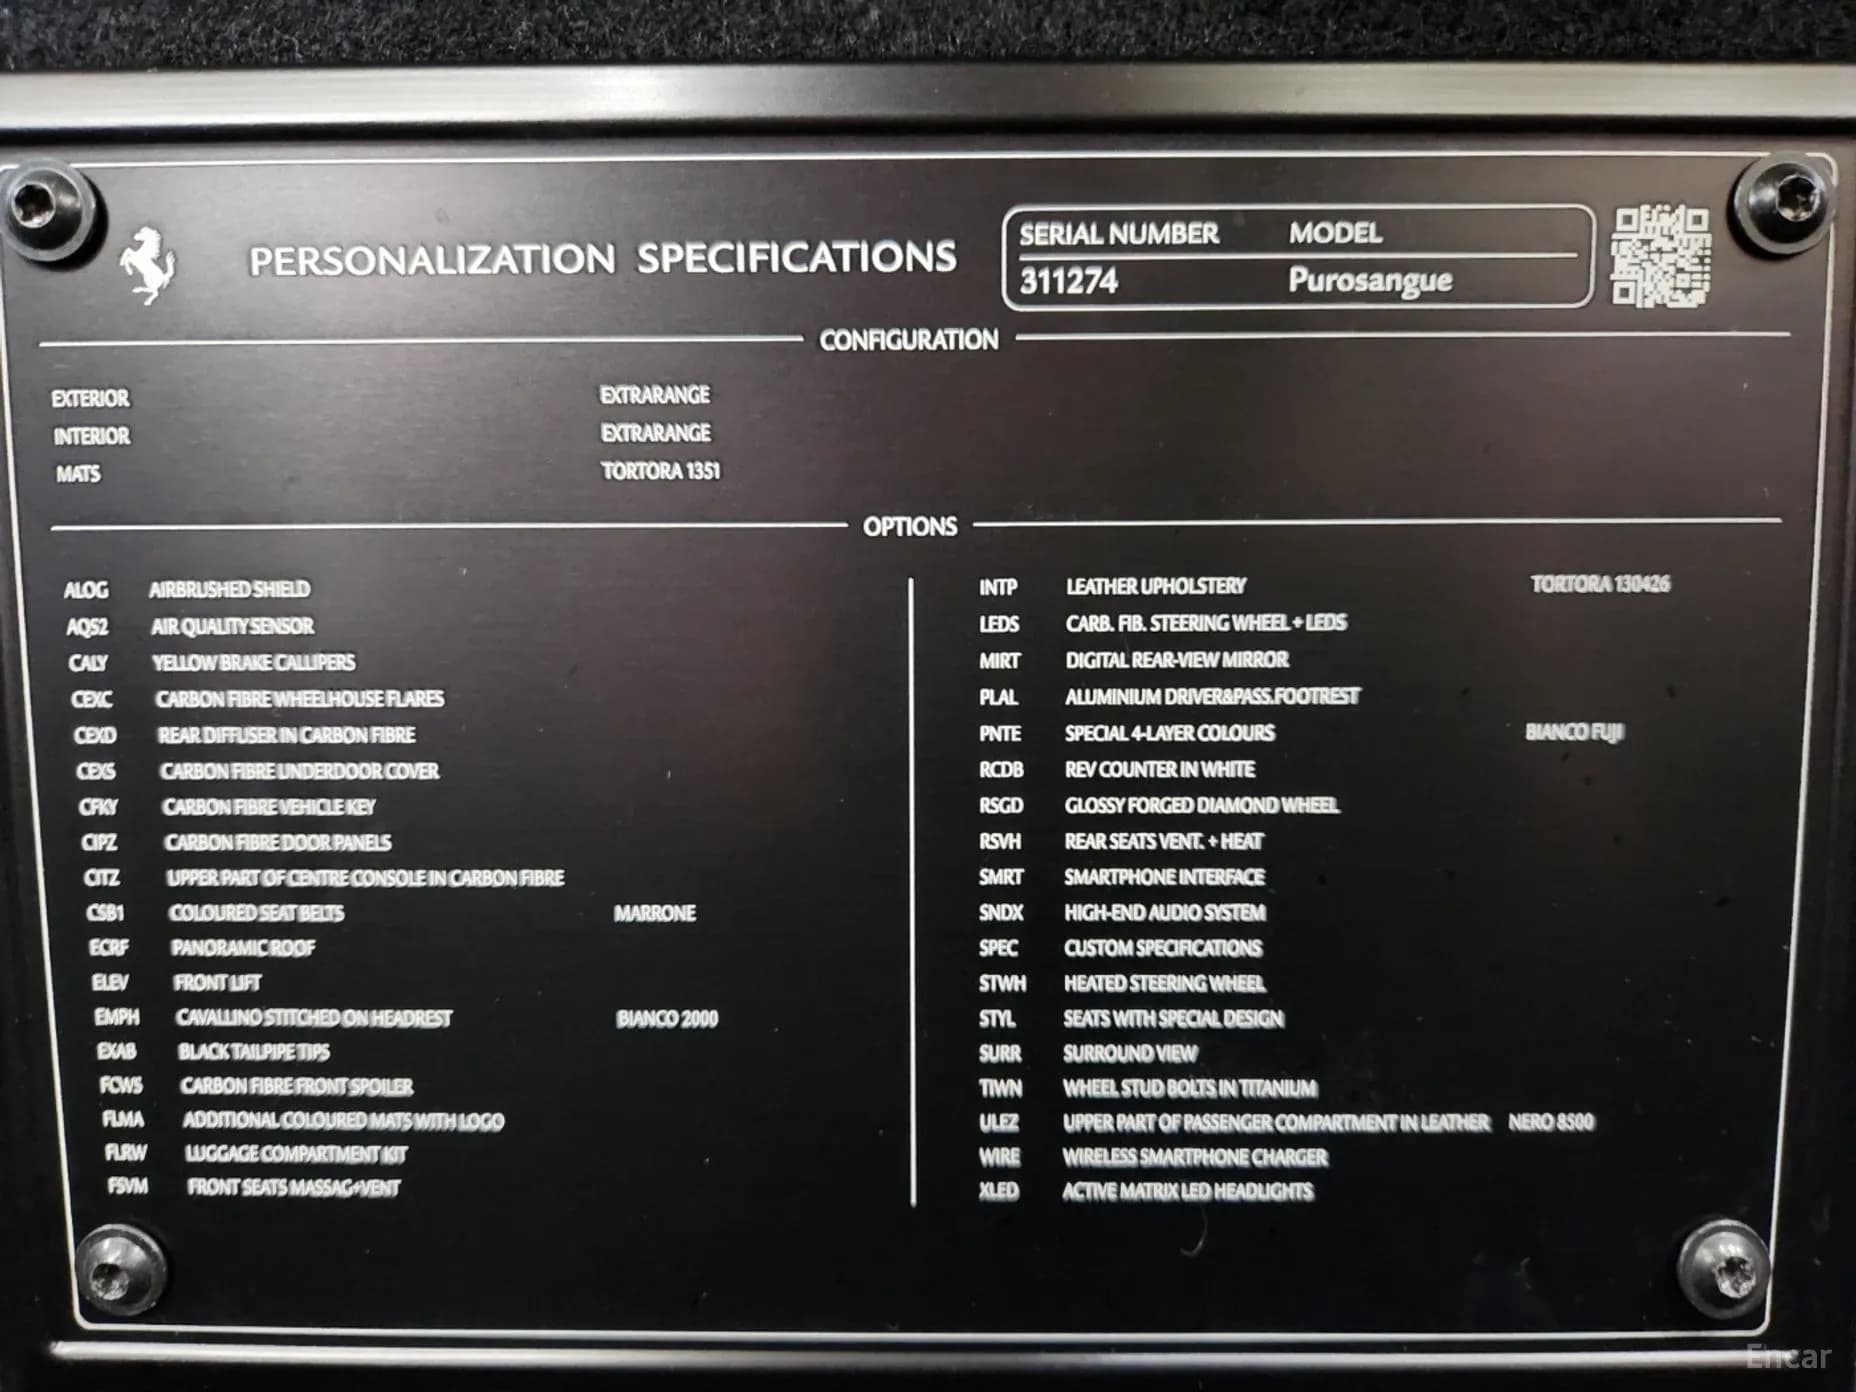 PERSONALIZATION SPECIFICATIONS
SERIAL NUMBER MODEL
311274 Purosangue
CONFIGURATION
EXTERIOR EXTRARANGE
INTERIOR EXTRARANGE
MATS TORTORA 1351
OPTIONS
ALOG AIRBRUSHED SHIELD
AQS2 AIR QUALITY SENSOR
CALY YELLOW BRAKE CALLIPERS
CEXC CARBON FIBRE WHEELHOUSE FLARES
CEXD REAR DIFFUSER IN CARBON FIBRE
CEXS CARBON FIBRE UNDERDOOR COVER
CFKY CARBON FIBRE VEHICLE KEY
CIPZ CARBON FIBRE DOOR PANELS
CITZ UPPER PART OF CENTRE CONSOLE IN CARBON FIBRE
CSB1 COLOURED SEAT BELTS MARRONE
ECRF PANORAMIC ROOF
ELEV FRONT LIFT
EMPH CAVALLINO STITCHED ON HEADREST BIANCO 2000
EXAB BLACK TAILPIPE TIPS
FCWS CARBON FIBRE FRONT SPOILER
FLMA ADDITIONAL COLOURED MATS WITH LOGO
FLRW LUGGAGE COMPARTMENT KIT
FSVM FRONT SEATS MASSAG+VENT
INTP LEATHER UPHOLSTERY TORTORA 130426
LEDS CARB. FIB. STEERING WHEEL + LEDS
MIRT DIGITAL REAR-VIEW MIRROR
PLAL ALUMINIUM DRIVER&PASS.FOOTREST
PNTE SPECIAL 4-LAYER COLOURS BIANCO FUJI
RCDB REV COUNTER IN WHITE
RSGD GLOSSY FORGED DIAMOND WHEEL
RSVH REAR SEATS VENT. + HEAT
SMRT SMARTPHONE INTERFACE
SNDX HIGH-END AUDIO SYSTEM
SPEC CUSTOM SPECIFICATIONS
STWH HEATED STEERING WHEEL
STYL SEATS WITH SPECIAL DESIGN
SURR SURROUND VIEW
TIWN WHEEL STUD BOLTS IN TITANIUM
ULEZ UPPER PART OF PASSENGER COMPARTMENT IN LEATHER NERO 8500
WIRE WIRELESS SMARTPHONE CHARGER
XLED ACTIVE MATRIX LED HEADLIGHTS
Encar